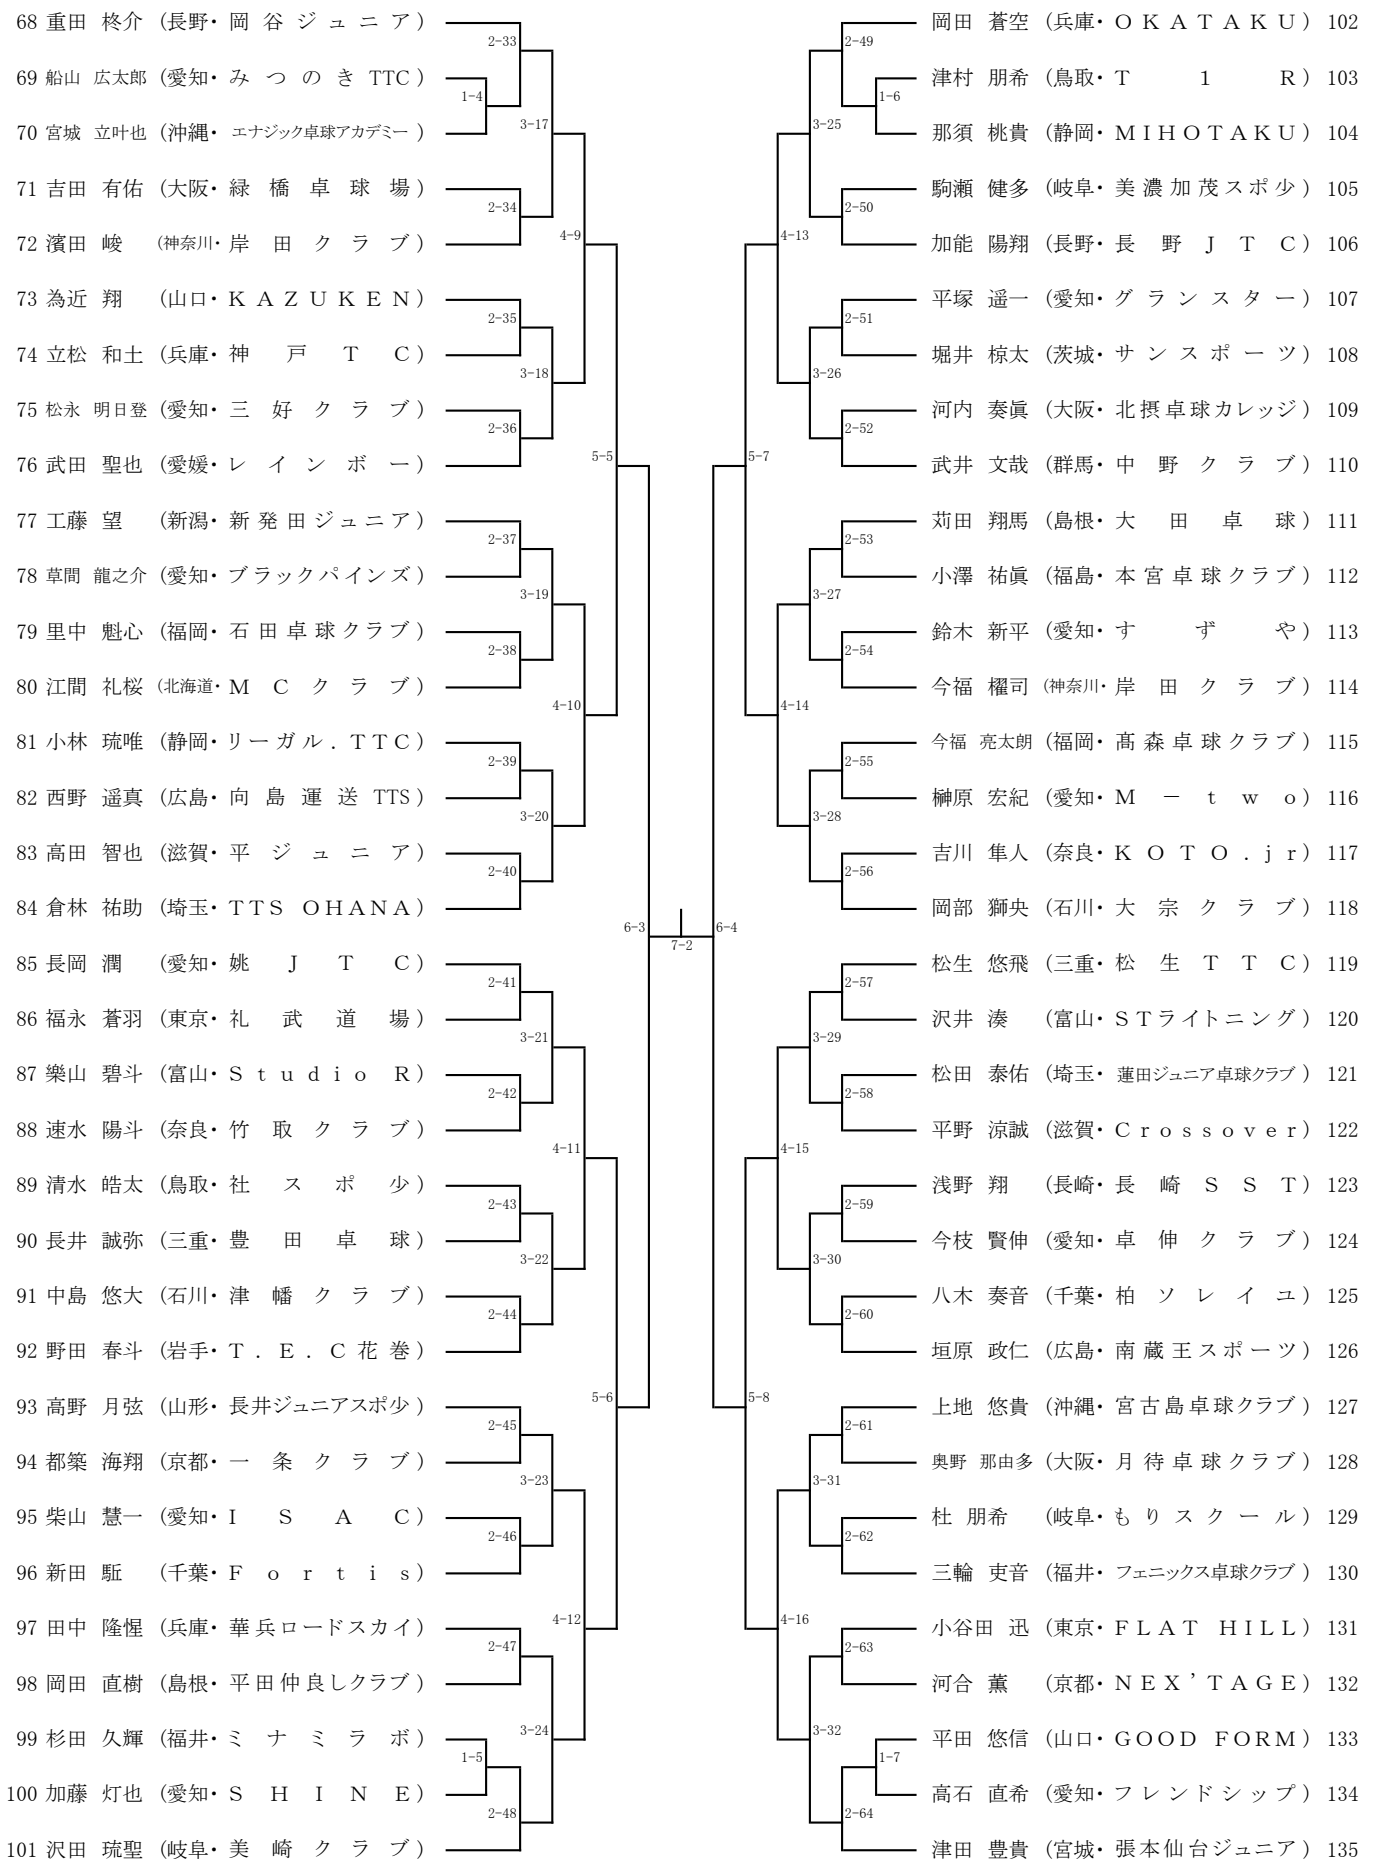 68 重田 柊介 (長野・岡谷ジュニア)
2-33
69 船山 広太郎 (愛知・みつのきTTC)
1-4
70 宮城 立叶也 (沖縄・エナジック卓球アカデミー)
3-17
71 吉田 有佑 (大阪・緑橋卓球場)
2-34
72 濱田 峻 (神奈川・岸田クラブ)
4-9
73 為近 翔 (山口・KAZUKEN)
2-35
74 立松 和土 (兵庫・神戸TC)
3-18
75 松永 明日登 (愛知・三好クラブ)
2-36
76 武田 聖也 (愛媛・レインボー)
5-5
77 工藤 望 (新潟・新発田ジュニア)
2-37
78 草間 龍之介 (愛知・ブラックパインズ)
3-19
79 里中 魁心 (福岡・石田卓球クラブ)
2-38
80 江間 礼桜 (北海道・MCクラブ)
4-10
81 小林 琉唯 (静岡・リーガル.TTC)
2-39
82 西野 遥真 (広島・向島運送TTS)
3-20
83 高田 智也 (滋賀・平ジュニア)
2-40
84 倉林 祐助 (埼玉・TTS OHANA)
6-3
85 長岡 潤 (愛知・姚JTC)
2-41
86 福永 蒼羽 (東京・礼武道場)
3-21
87 樂山 碧斗 (富山・Studio R)
2-42
88 速水 陽斗 (奈良・竹取クラブ)
4-11
89 清水 皓太 (鳥取・社スポ少)
2-43
90 長井 誠弥 (三重・豊田卓球)
3-22
91 中島 悠大 (石川・津幡クラブ)
2-44
92 野田 春斗 (岩手・T.E.C花巻)
5-6
93 高野 月弦 (山形・長井ジュニアスポ少)
2-45
94 都築 海翔 (京都・一条クラブ)
3-23
95 柴山 慧一 (愛知・ISAC)
2-46
96 新田 駈 (千葉・Fortis)
4-12
97 田中 隆惺 (兵庫・華兵ロードスカイ)
2-47
98 岡田 直樹 (島根・平田仲良しクラブ)
3-24
99 杉田 久輝 (福井・ミナミラボ)
1-5
100 加藤 灯也 (愛知・SHINE)
2-48
101 沢田 琉聖 (岐阜・美崎クラブ)
7-2
岡田 蒼空 (兵庫・OKATAKU) 102
2-49
津村 朋希 (鳥取・T1R) 103
1-6
那須 桃貴 (静岡・MIHOTAKU) 104
3-25
駒瀬 健多 (岐阜・美濃加茂スポ少) 105
2-50
加能 陽翔 (長野・長野JTC) 106
4-13
平塚 遥一 (愛知・グランスター) 107
2-51
堀井 椋太 (茨城・サンスポーツ) 108
3-26
河内 奏眞 (大阪・北摂卓球カレッジ) 109
2-52
武井 文哉 (群馬・中野クラブ) 110
5-7
苅田 翔馬 (島根・大田卓球) 111
2-53
小澤 祐眞 (福島・本宮卓球クラブ) 112
3-27
鈴木 新平 (愛知・すずや) 113
2-54
今福 櫂司 (神奈川・岸田クラブ) 114
4-14
今福 亮太朗 (福岡・髙森卓球クラブ) 115
2-55
榊原 宏紀 (愛知・M－two) 116
3-28
吉川 隼人 (奈良・KOTO.jr) 117
2-56
岡部 獅央 (石川・大宗クラブ) 118
6-4
松生 悠飛 (三重・松生TTC) 119
2-57
沢井 湊 (富山・STライトニング) 120
3-29
松田 泰佑 (埼玉・蓮田ジュニア卓球クラブ) 121
2-58
平野 涼誠 (滋賀・Crossover) 122
4-15
浅野 翔 (長崎・長崎SST) 123
2-59
今枝 賢伸 (愛知・卓伸クラブ) 124
3-30
八木 奏音 (千葉・柏ソレイユ) 125
2-60
垣原 政仁 (広島・南蔵王スポーツ) 126
5-8
上地 悠貴 (沖縄・宮古島卓球クラブ) 127
2-61
奥野 那由多 (大阪・月待卓球クラブ) 128
3-31
杜 朋希 (岐阜・もりスクール) 129
2-62
三輪 吏音 (福井・フェニックス卓球クラブ) 130
4-16
小谷田 迅 (東京・FLAT HILL) 131
2-63
河合 薫 (京都・NEX'TAGE) 132
3-32
平田 悠信 (山口・GOOD FORM) 133
1-7
高石 直希 (愛知・フレンドシップ) 134
2-64
津田 豊貴 (宮城・張本仙台ジュニア) 135